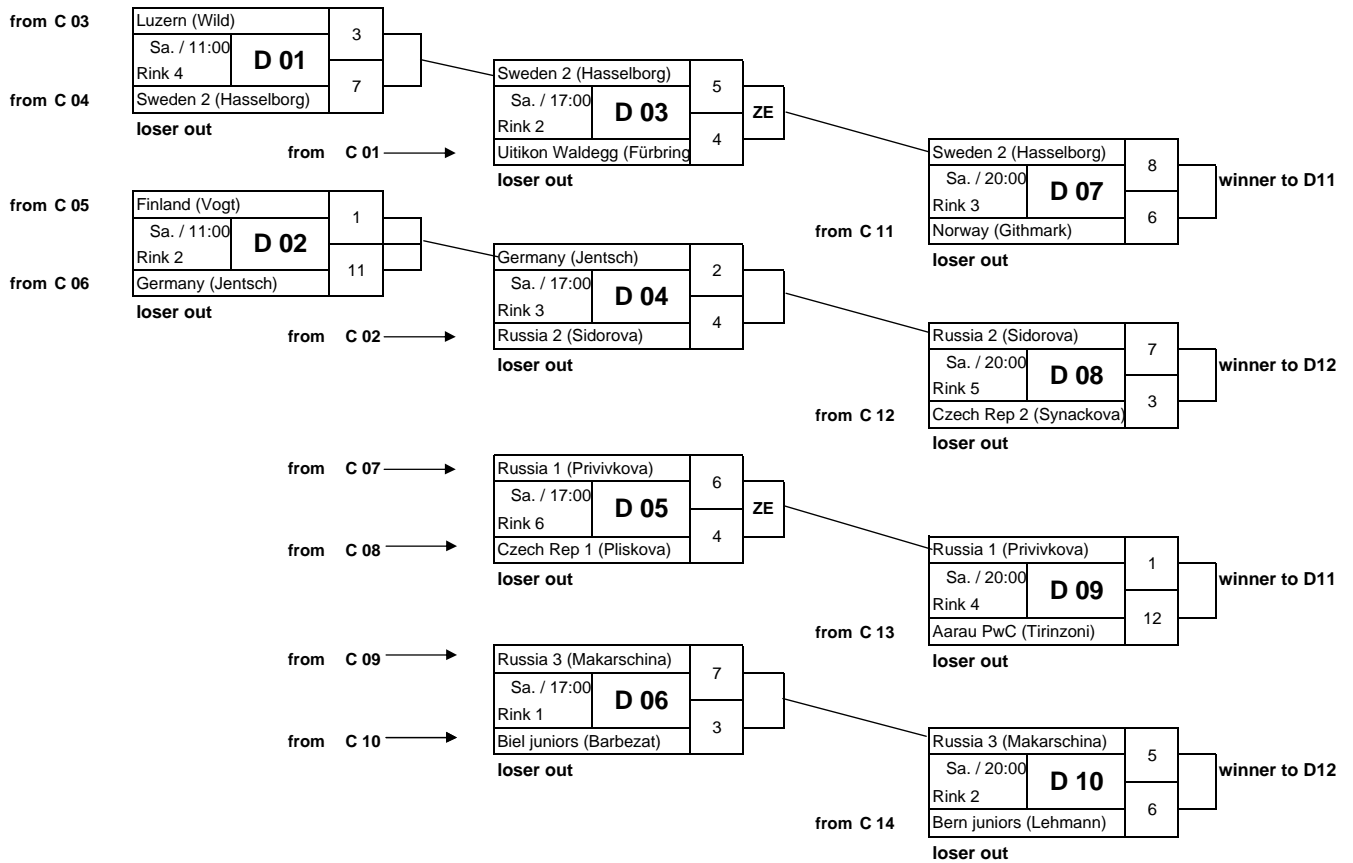 from C 03
Luzern (Wild)
3
Sa. / 11:00
D 01
Rink 4
7
from C 04
Sweden 2 (Hasselborg)
loser out
Sweden 2 (Hasselborg)
5
Sa. / 17:00
D 03
ZE
Rink 2
4
from C 01
Uitikon Waldegg (Fürbring
loser out
Sweden 2 (Hasselborg)
8
Sa. / 20:00
D 07
winner to D11
Rink 3
6
from C 11
Norway (Githmark)
loser out
from C 05
Finland (Vogt)
1
Sa. / 11:00
D 02
Rink 2
11
from C 06
Germany (Jentsch)
loser out
Germany (Jentsch)
2
Sa. / 17:00
D 04
Rink 3
4
from C 02
Russia 2 (Sidorova)
loser out
Russia 2 (Sidorova)
7
Sa. / 20:00
D 08
winner to D12
Rink 5
3
from C 12
Czech Rep 2 (Synackova)
loser out
from C 07
Russia 1 (Privivkova)
6
Sa. / 17:00
D 05
ZE
Rink 6
4
from C 08
Czech Rep 1 (Pliskova)
loser out
Russia 1 (Privivkova)
1
Sa. / 20:00
D 09
winner to D11
Rink 4
12
from C 13
Aarau PwC (Tirinzoni)
loser out
from C 09
Russia 3 (Makarschina)
7
Sa. / 17:00
D 06
Rink 1
3
from C 10
Biel juniors (Barbezat)
loser out
Russia 3 (Makarschina)
5
Sa. / 20:00
D 10
winner to D12
Rink 2
6
from C 14
Bern juniors (Lehmann)
loser out